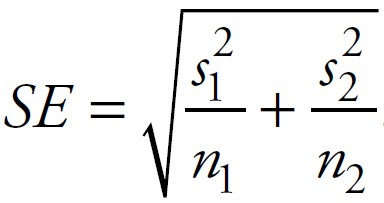 SE = √(s₁²/n₁ + s₂²/n₂)